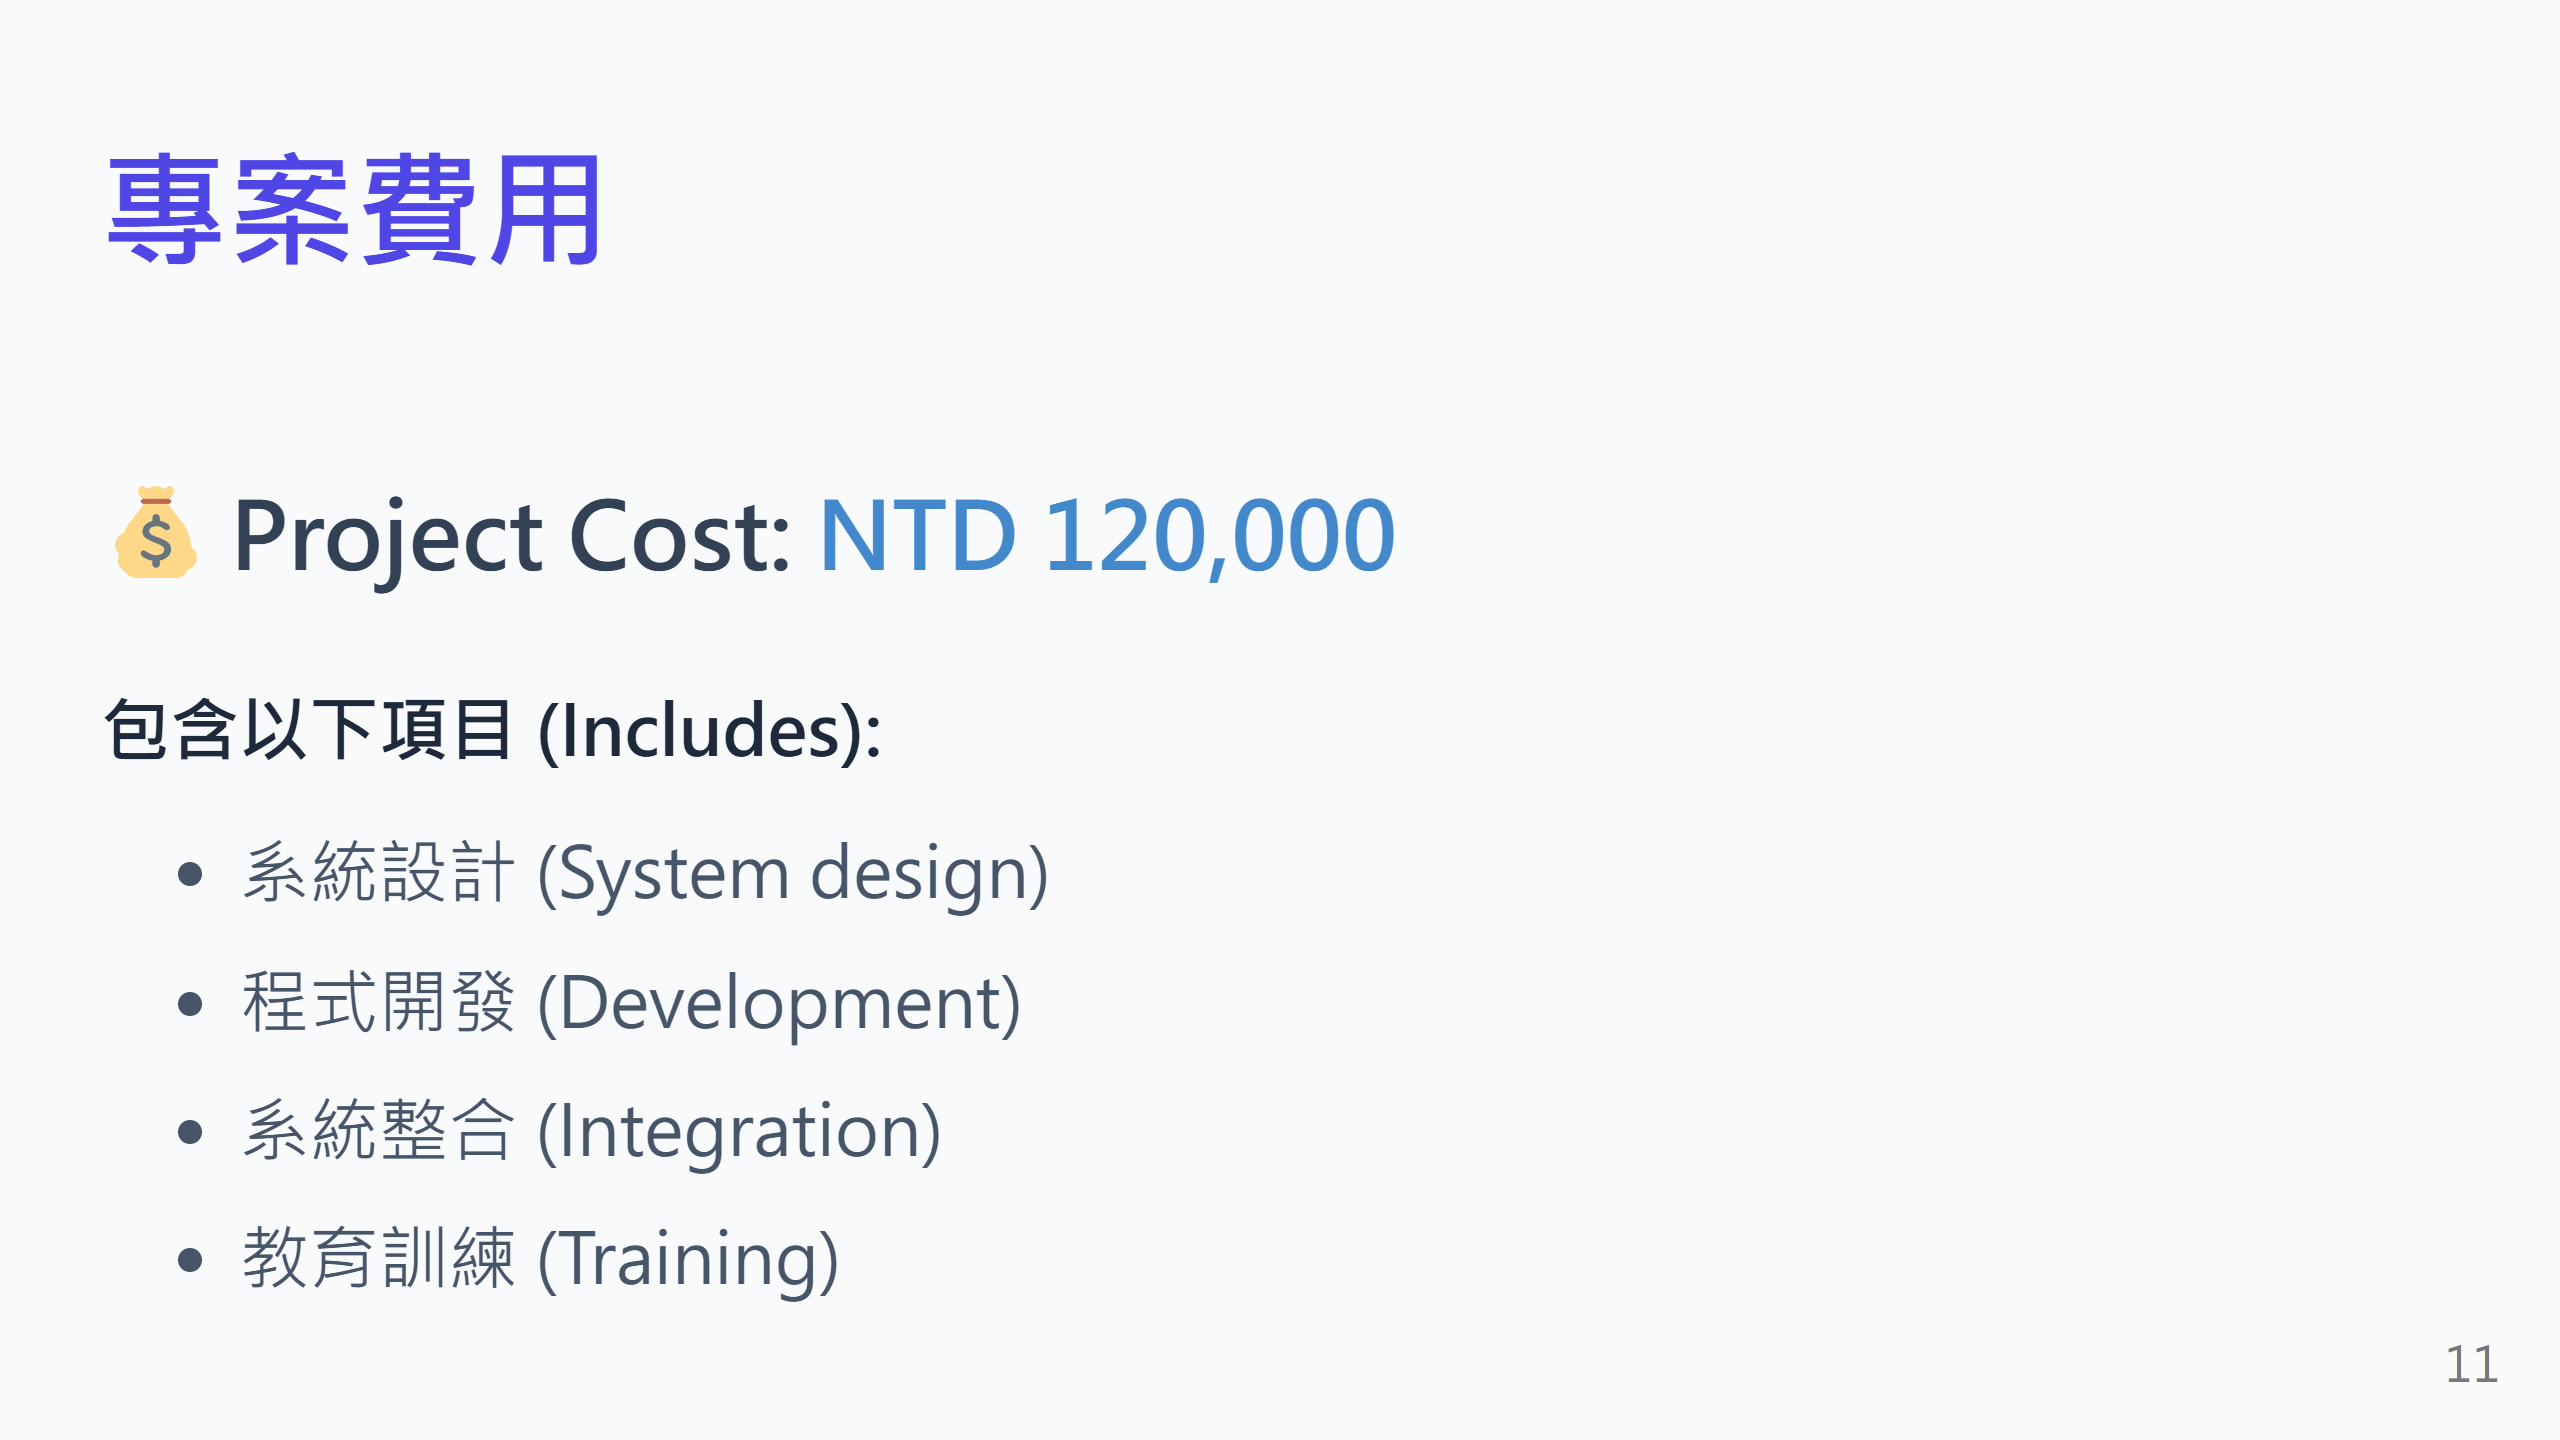 專案費用
Project Cost: NTD 120,000
包含以下項目 (Includes):
• 系統設計 (System design)
• 程式開發 (Development)
• 系統整合 (Integration)
• 教育訓練 (Training)
11